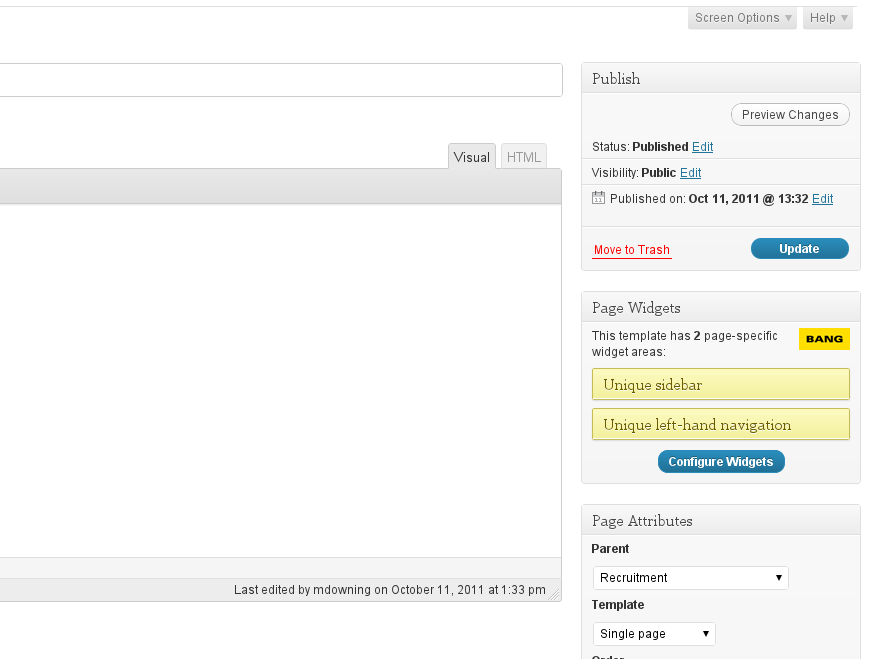 Screen Options ▼ Help ▼
Publish
Preview Changes
Visual HTML
Status: Published Edit
Visibility: Public Edit
Published on: Oct 11, 2011 @ 13:32 Edit
Move to Trash Update
Page Widgets
This template has 2 page-specific
widget areas:
BANG
Unique sidebar
Unique left-hand navigation
Configure Widgets
Page Attributes
Parent
Recruitment ▼
Last edited by mdowning on October 11, 2011 at 1:33 pm
Template
Single page ▼